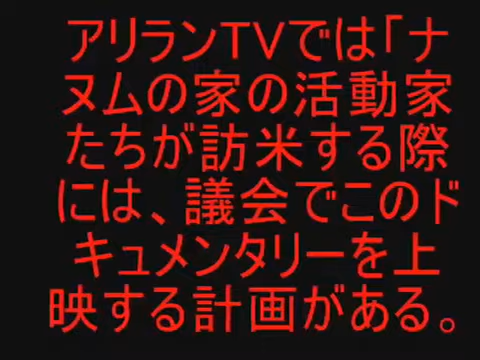 アリランTVでは「ナ
ヌムの家の活動家
たちが訪米する際
には、議会でこのド
キュメンタリーを上
映する計画がある。